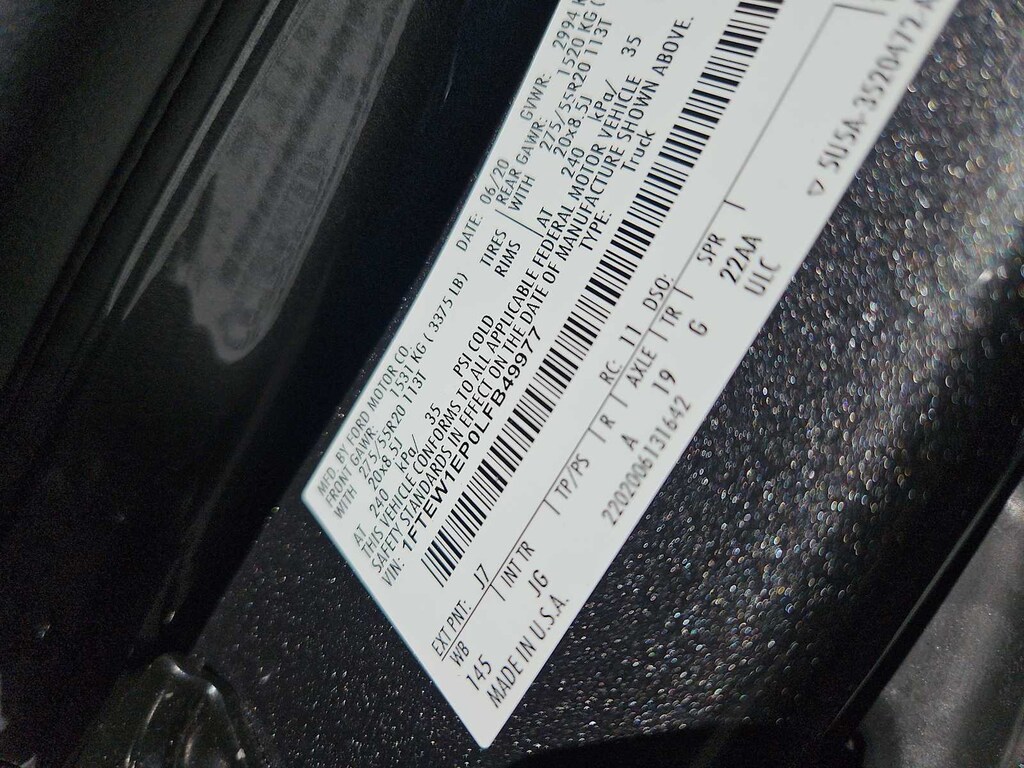 MFD. BY FORD MOTOR CO.
DATE: 06/20 GVWR: 2994 K
FRONT GAWR: 1531 KG ( 3375 LB) REAR GAWR: 1520 KG (
WITH 275/55R20 113T TIRES WITH 275/55R20 113T
20x8.5J RIMS 20x8.5J
AT 240 kPa/ 35 PSI COLD AT 240 kPa/ 35
THIS VEHICLE CONFORMS TO ALL APPLICABLE FEDERAL MOTOR VEHICLE
SAFETY STANDARDS IN EFFECT ON THE DATE OF MANUFACTURE SHOWN ABOVE.
VIN: 1FTEW1EP0LFB49977 TYPE: Truck
EXT PNT: J7 RC: 11 DSO:
WB INT TR TP/PS R AXLE TR SPR
145 JG A 19 G 22AA
MADE IN U.S.A. 2202006131642 ULC
▽ 5U5A-3520472-A